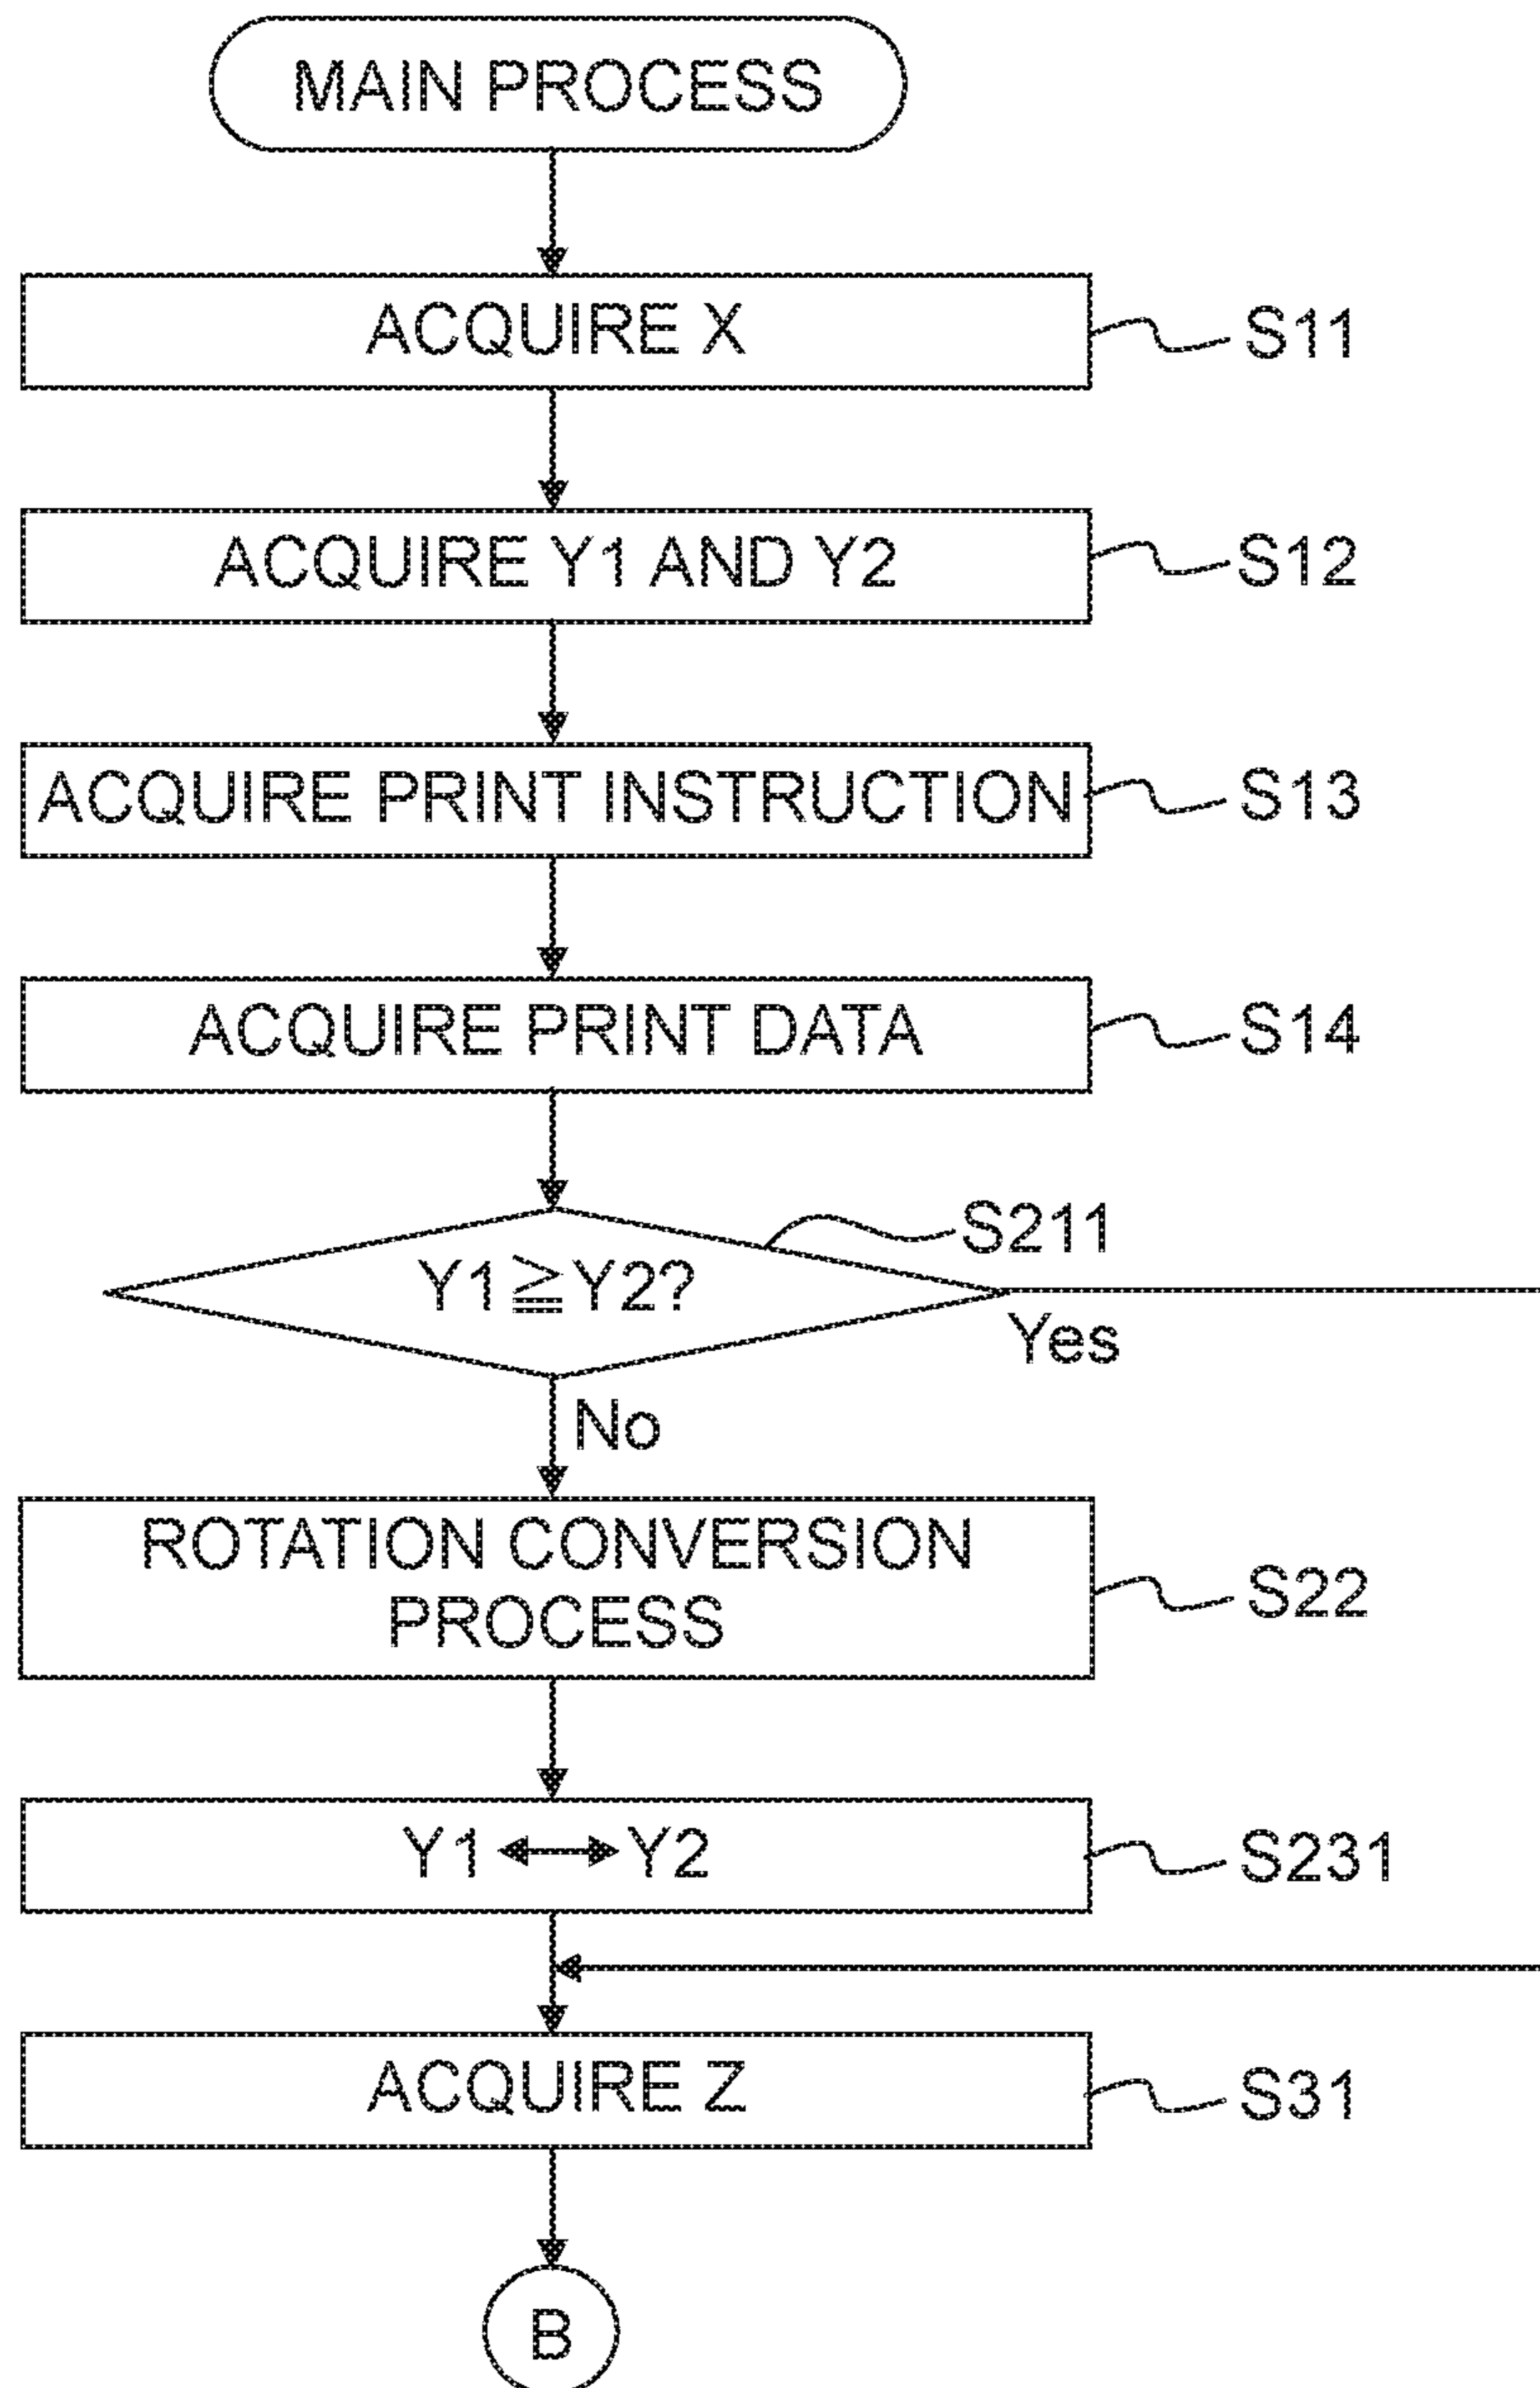 MAIN PROCESS
ACQUIRE X
S11
ACQUIRE Y1 AND Y2
S12
ACQUIRE PRINT INSTRUCTION
S13
ACQUIRE PRINT DATA
S14
S211
Y1≧Y2?
Yes
No
ROTATION CONVERSION
PROCESS
S22
Y1↔Y2
S231
ACQUIRE Z
S31
B